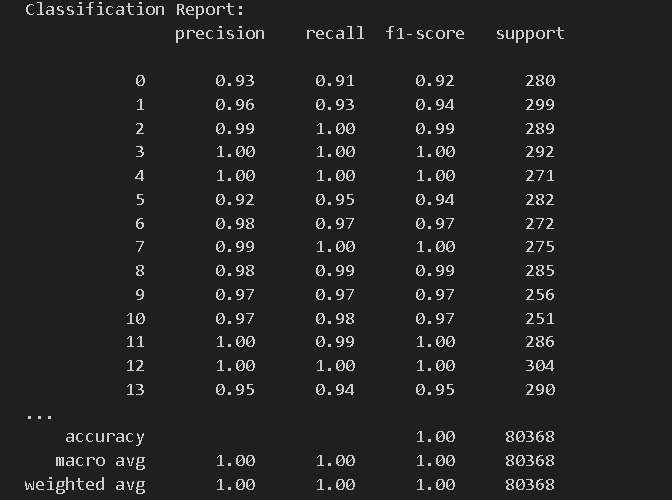 Classification Report:
precision recall f1-score support
0 0.93 0.91 0.92 280
1 0.96 0.93 0.94 299
2 0.99 1.00 0.99 289
3 1.00 1.00 1.00 292
4 1.00 1.00 1.00 271
5 0.92 0.95 0.94 282
6 0.98 0.97 0.97 272
7 0.99 1.00 1.00 275
8 0.98 0.99 0.99 285
9 0.97 0.97 0.97 256
10 0.97 0.98 0.97 251
11 1.00 0.99 1.00 286
12 1.00 1.00 1.00 304
13 0.95 0.94 0.95 290
...
accuracy 1.00 80368
macro avg 1.00 1.00 1.00 80368
weighted avg 1.00 1.00 1.00 80368